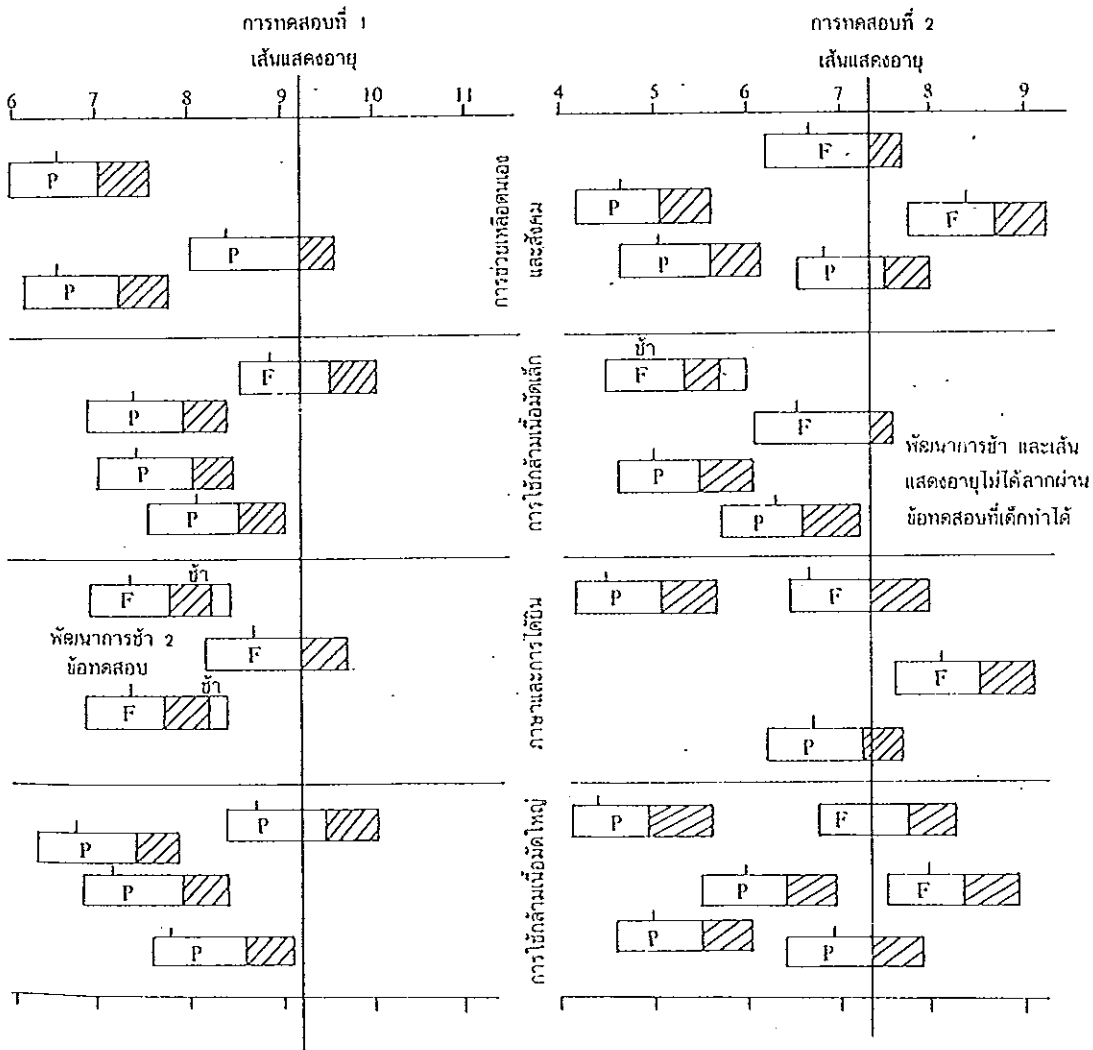 การทดสอบที่ 1
เส้นแสดงอายุ
6 7 8 9 10 11
P
P
P
F
P
P
P
ช้า
F
พัฒนาการช้า 2
ข้อทดสอบ
F
ช้า
F
P
P
P
P
การช่วยเหลือตนเอง
และสังคม
การใช้กล้ามเนื้อมัดเล็ก
ภาษาและการได้ยิน
การใช้กล้ามเนื้อมัดใหญ่
การทดสอบที่ 2
เส้นแสดงอายุ
4 5 6 7 8 9
F
P
F
P
P
ช้า
F
F
พัฒนาการช้า และเส้น
แสดงอายุไม่ได้ลากผ่าน
ข้อทดสอบที่เด็กทำได้
P
P
P
F
F
P
P
F
P
F
P
P